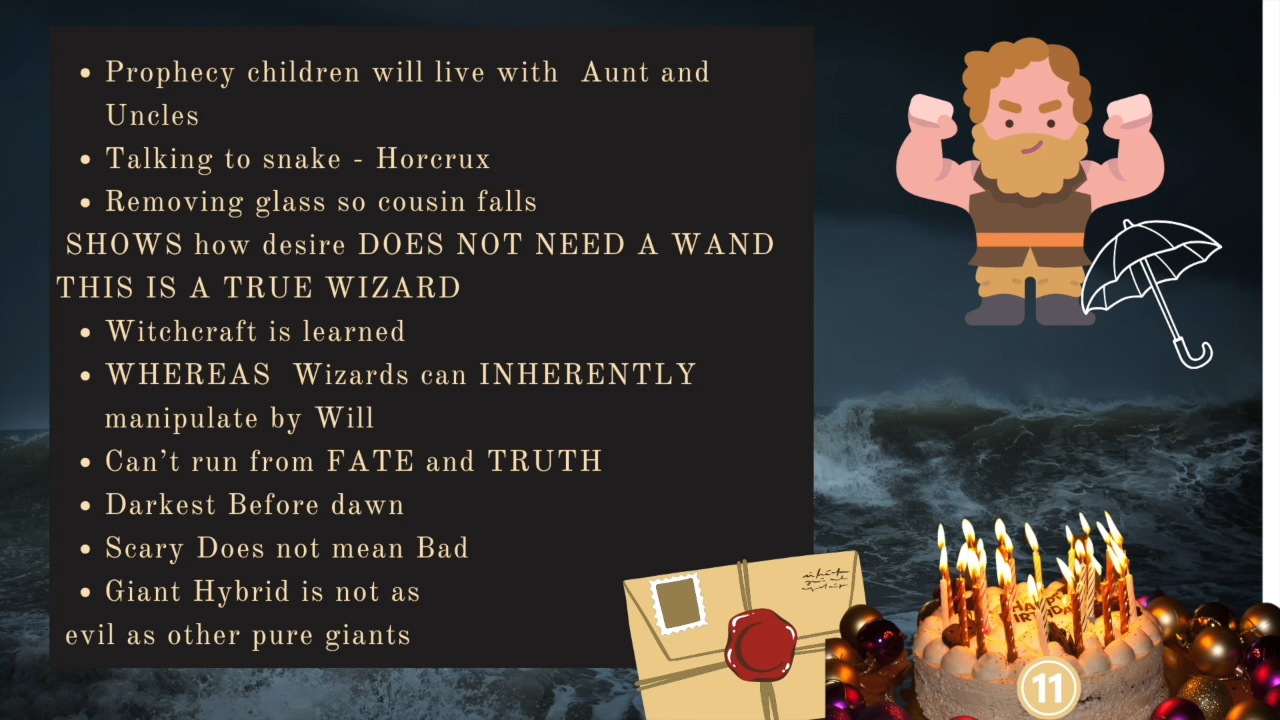 • Prophecy children will live with Aunt and
Uncles
• Talking to snake - Horcrux
• Removing glass so cousin falls
SHOWS how desire DOES NOT NEED A WAND
THIS IS A TRUE WIZARD
• Witchcraft is learned
• WHEREAS Wizards can INHERENTLY
manipulate by Will
• Can't run from FATE and TRUTH
• Darkest Before dawn
• Scary Does not mean Bad
• Giant Hybrid is not as
evil as other pure giants
HAPPY
BIRTHDAY
11